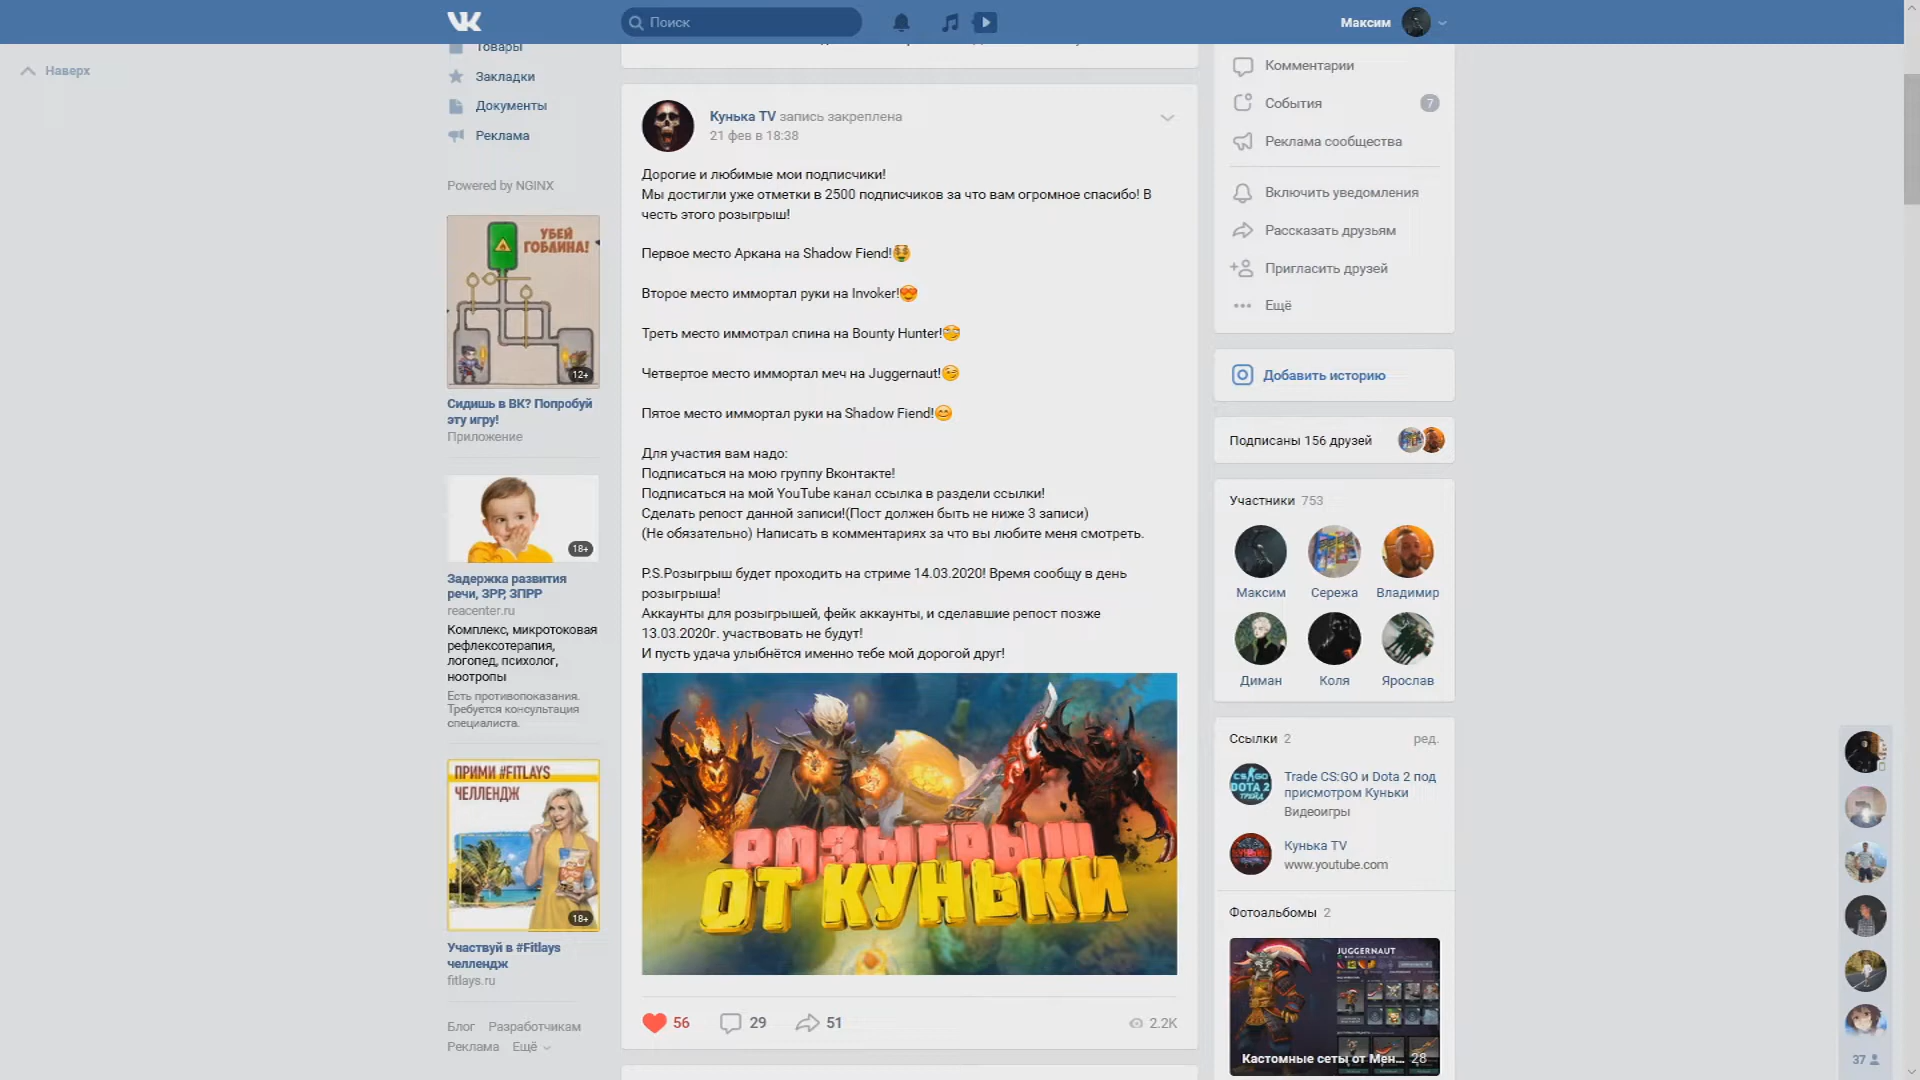 Поиск
Максим
Наверх
Товары
Закладки
Документы
Реклама
Powered by NGINX
УБЕЙ
ГОБЛИНА!
12+
Сидишь в ВК? Попробуй
эту игру!
Приложение
18+
Задержка развития
речи, ЗРР, ЗПРР
reacenter.ru
Комплекс, микротоковая
рефлексотерапия,
логопед, психолог,
ноотропы
Есть противопоказания.
Требуется консультация
специалиста.
ПРИМИ #FITLAYS
ЧЕЛЛЕНДЖ
18+
Участвуй в #Fitlays
челлендж
fitlays.ru
Блог Разработчикам
Реклама Ещё
Кунька TV запись закреплена
21 фев в 18:38
Дорогие и любимые мои подписчики!
Мы достигли уже отметки в 2500 подписчиков за что вам огромное спасибо! В
честь этого розыгрыш!
Первое место Аркана на Shadow Fiend!🤑
Второе место иммортал руки на Invoker!😍
Треть место иммотрал спина на Bounty Hunter!
Четвертое место иммортал меч на Juggernaut!😉
Пятое место иммортал руки на Shadow Fiend!😊
Для участия вам надо:
Подписаться на мою группу Вконтакте!
Подписаться на мой YouTube канал ссылка в раздели ссылки!
Сделать репост данной записи!(Пост должен быть не ниже 3 записи)
(Не обязательно) Написать в комментариях за что вы любите меня смотреть.
P.S.Розыгрыш будет проходить на стриме 14.03.2020! Время сообщу в день
розыгрыша!
Аккаунты для розыгрышей, фейк аккаунты, и сделавшие репост позже
13.03.2020г. участвовать не будут!
И пусть удача улыбнётся именно тебе мой дорогой друг!
РОЗЫГРЫШ
ОТ КУНЬКИ
56 29 51 2.2K
Комментарии
События 7
Реклама сообщества
Включить уведомления
Рассказать друзьям
Пригласить друзей
Ещё
Добавить историю
Подписаны 156 друзей
Участники 753
Максим Сережа Владимир
Диман Коля Ярослав
Ссылки 2 ред.
CS:GO
DOTA 2
ТРЕЙД
Trade CS:GO и Dota 2 под
присмотром Куньки
Видеоигры
Кунька TV
www.youtube.com
Фотоальбомы 2
JUGGERNAUT
Кастомные сеты от Мен... 28
37